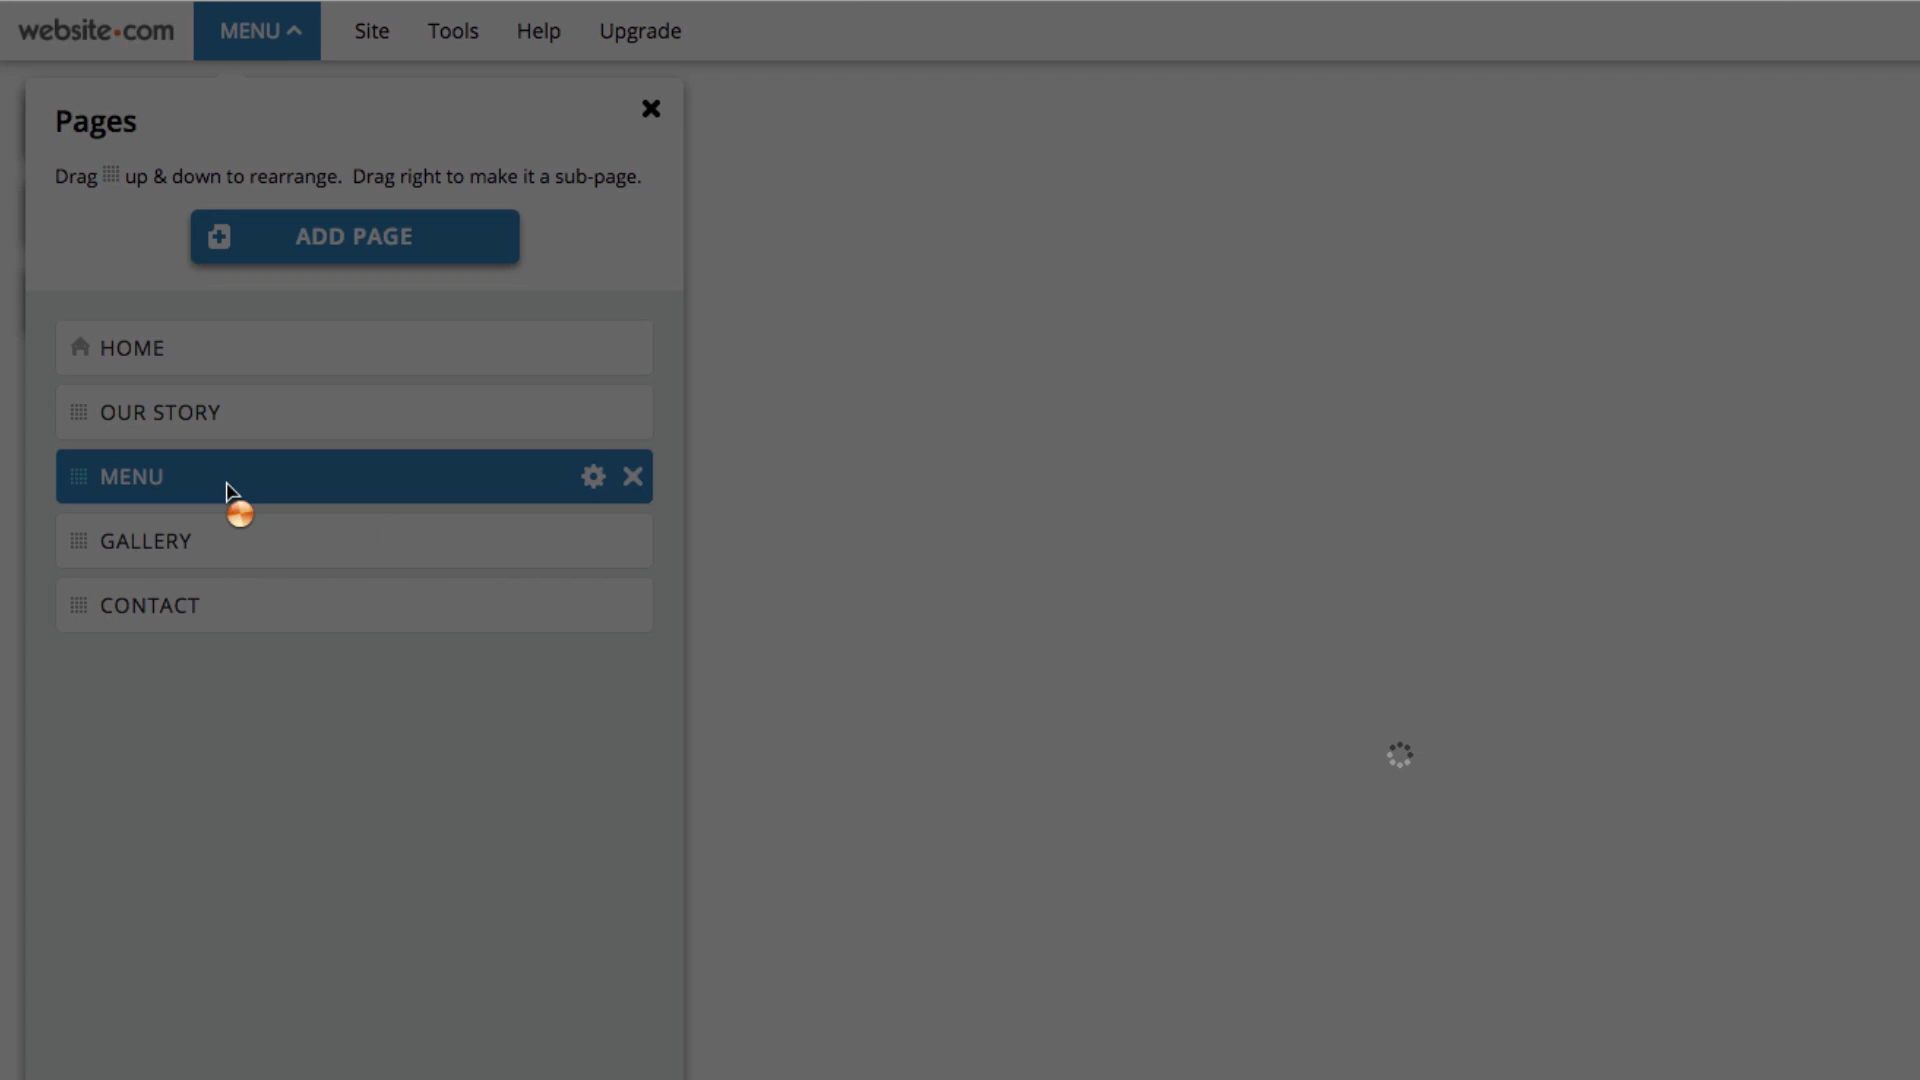 website.com MENU Site Tools Help Upgrade
Pages
Drag up & down to rearrange. Drag right to make it a sub-page.
ADD PAGE
HOME
OUR STORY
MENU
GALLERY
CONTACT